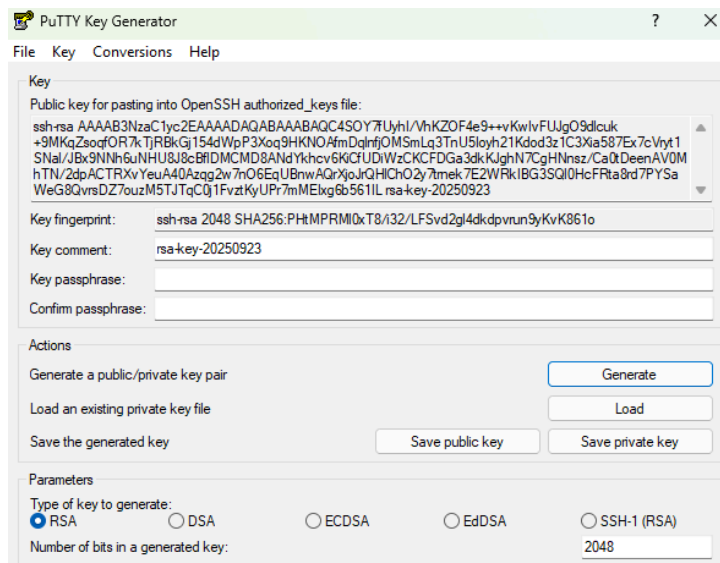 PuTTY Key Generator
File Key Conversions Help
Key
Public key for pasting into OpenSSH authorized_keys file:
ssh-rsa AAAAB3NzaC1yc2EAAAADAQABAAABAQC4SOY7fUyhI/VhKZOF4e9++vKwIvFUJgO9dlcuk
+9MKqZsoqfOR7kTjRBkGj154dWpP3Xoq9HKNOAfmDqInfjOMSmLq3TnU5Ioyh21Kdod3z1C3Xia587Ex7cVryt1
SNaI/JBx9NNh6uNHU8J8cBflDMCMD8ANdYkhcv6KiCfUDiWzCKCFDGa3dkKJghN7CgHNnsz/Ca0tDeenAV0M
hTN/2dpACTRXvYeuA40Azqg2w7nO6EqUBnwAQrXjoJrQHIChO2y7tmek7E2WRkIBG3SQI0HcFRta8rd7PYSa
WeG8QvrsDZ7ouzM5TJTqC0j1FvztKyUPr7mMEIxg6b561IL rsa-key-20250923
Key fingerprint: ssh-rsa 2048 SHA256:PHtMPRMI0xT8/i32/LFSvd2gl4dkdpvrun9yKvK861o
Key comment: rsa-key-20250923
Key passphrase:
Confirm passphrase:
Actions
Generate a public/private key pair Generate
Load an existing private key file Load
Save the generated key Save public key Save private key
Parameters
Type of key to generate:
RSA DSA ECDSA EdDSA SSH-1 (RSA)
Number of bits in a generated key: 2048